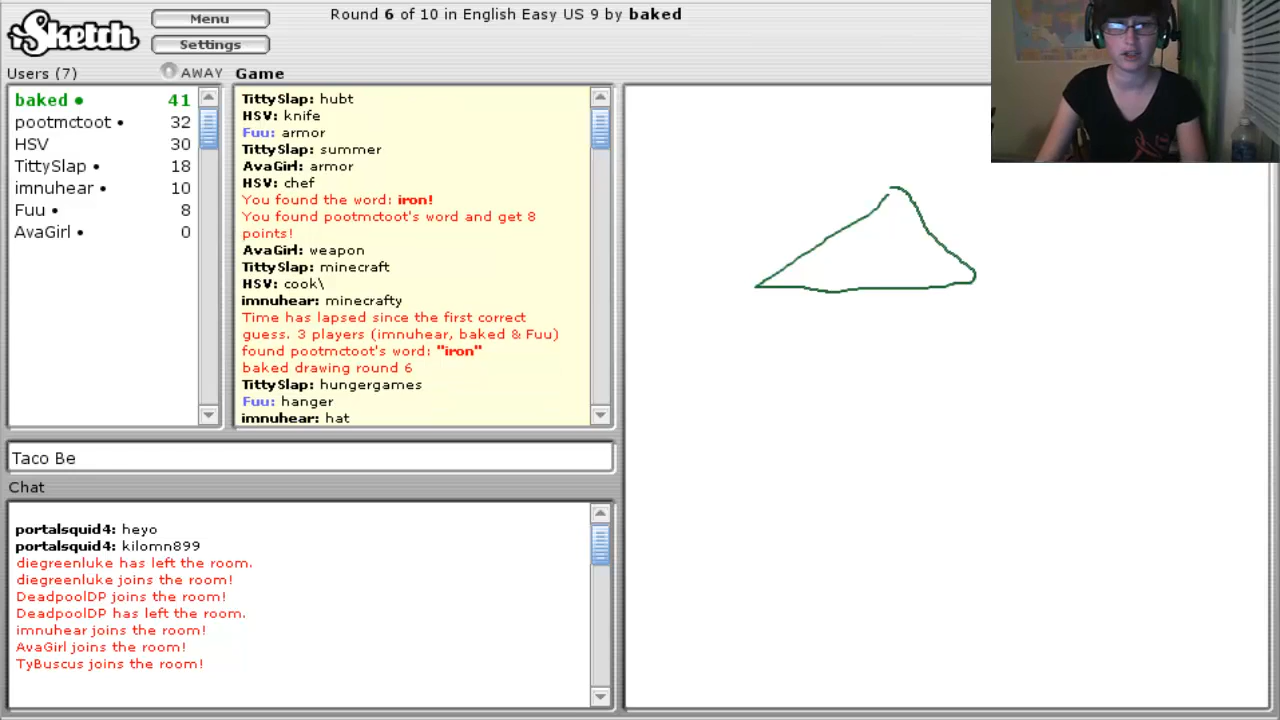 iSketch
Menu
Settings
Round 6 of 10 in English Easy US 9 by baked
Users (7)
AWAY
Game
baked • 41
pootmctoot • 32
HSV 30
TittySlap • 18
imnuhear • 10
Fuu • 8
AvaGirl • 0
TittySlap: hubt
HSV: knife
Fuu: armor
TittySlap: summer
AvaGirl: armor
HSV: chef
You found the word: iron!
You found pootmctoot's word and get 8
points!
AvaGirl: weapon
TittySlap: minecraft
HSV: cook\
imnuhear: minecrafty
Time has lapsed since the first correct
guess. 3 players (imnuhear, baked & Fuu)
found pootmctoot's word: "iron"
baked drawing round 6
TittySlap: hungergames
Fuu: hanger
imnuhear: hat
Taco Be
Chat
portalsquid4: heyo
portalsquid4: kilomn899
diegreenluke has left the room.
diegreenluke joins the room!
DeadpoolDP joins the room!
DeadpoolDP has left the room.
imnuhear joins the room!
AvaGirl joins the room!
TyBuscus joins the room!